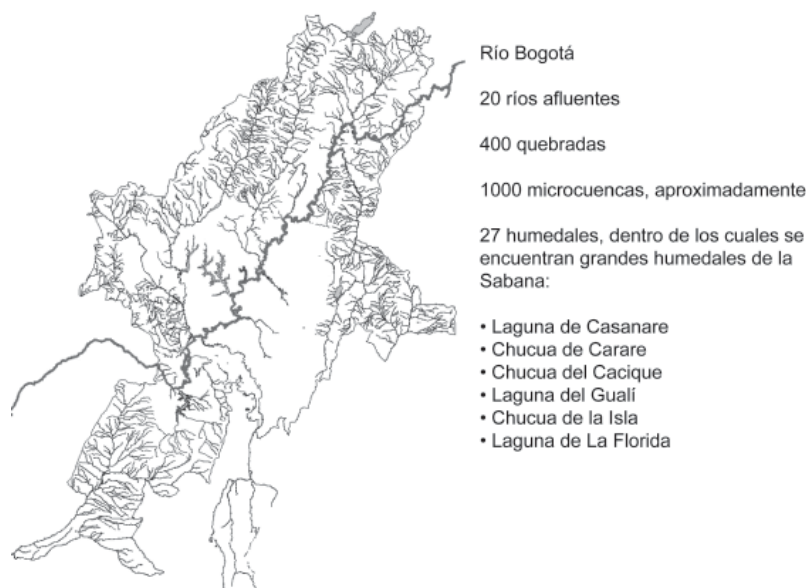 Río Bogotá
20 ríos afluentes
400 quebradas
1000 microcuencas, aproximadamente
27 humedales, dentro de los cuales se
encuentran grandes humedales de la
Sabana:
• Laguna de Casanare
• Chucua de Carare
• Chucua del Cacique
• Laguna del Gualí
• Chucua de la Isla
• Laguna de La Florida